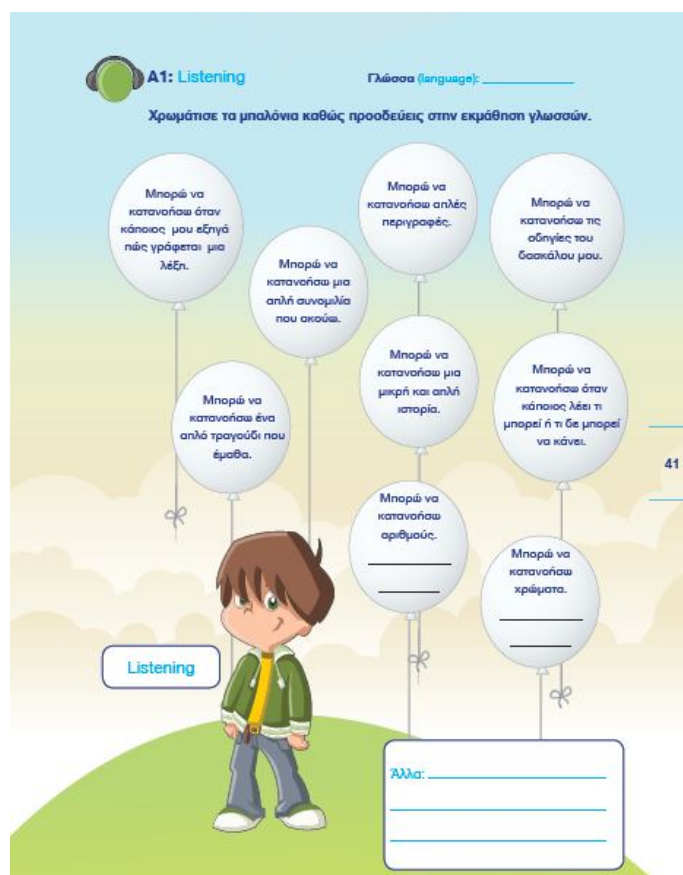 A1: Listening
Γλώσσα (language):
Χρωμάτισε τα μπαλόνια καθώς προοδεύεις στην εκμάθηση γλωσσών.
Μπορώ να
κατανοήσω όταν
κάποιος μου εξηγά
πώς γράφεται μια
λέξη.
Μπορώ να
κατανοήσω μια
απλή συνομιλία
που ακούω.
Μπορώ να
κατανοήσω απλές
περιγραφές.
Μπορώ να
κατανοήσω τις
οδηγίες του
δασκάλου μου.
Μπορώ να
κατανοήσω ένα
απλό τραγούδι που
έμαθα.
Μπορώ να
κατανοήσω μια
μικρή και απλή
ιστορία.
Μπορώ να
κατανοήσω όταν
κάποιος λέει τι
μπορεί ή τι δε μπορεί
να κάνει.
41
Μπορώ να
κατανοήσω
αριθμούς.
Μπορώ να
κατανοήσω
χρώματα.
Listening
Άλλα: